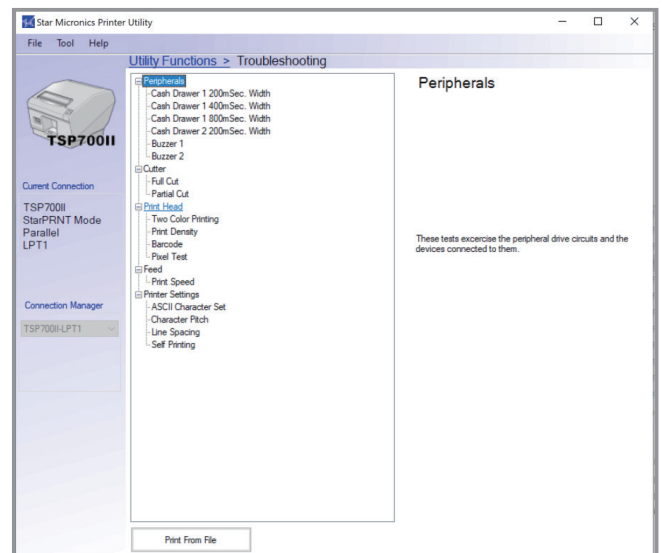 Star Micronics Printer Utility
File Tool Help
Utility Functions > Troubleshooting
TSP700II
Current Connection
TSP700II
StarPRNT Mode
Parallel
LPT1
Connection Manager
TSP700II-LPT1
Peripherals
Cash Drawer 1 200mSec. Width
Cash Drawer 1 400mSec. Width
Cash Drawer 1 800mSec. Width
Cash Drawer 2 200mSec. Width
Buzzer 1
Buzzer 2
Cutter
Full Cut
Partial Cut
Print Head
Two Color Printing
Print Density
Barcode
Pixel Test
Feed
Print Speed
Printer Settings
ASCII Character Set
Character Pitch
Line Spacing
Self Printing
Print From File
Peripherals
These tests excercise the peripheral drive circuits and the
devices connected to them.